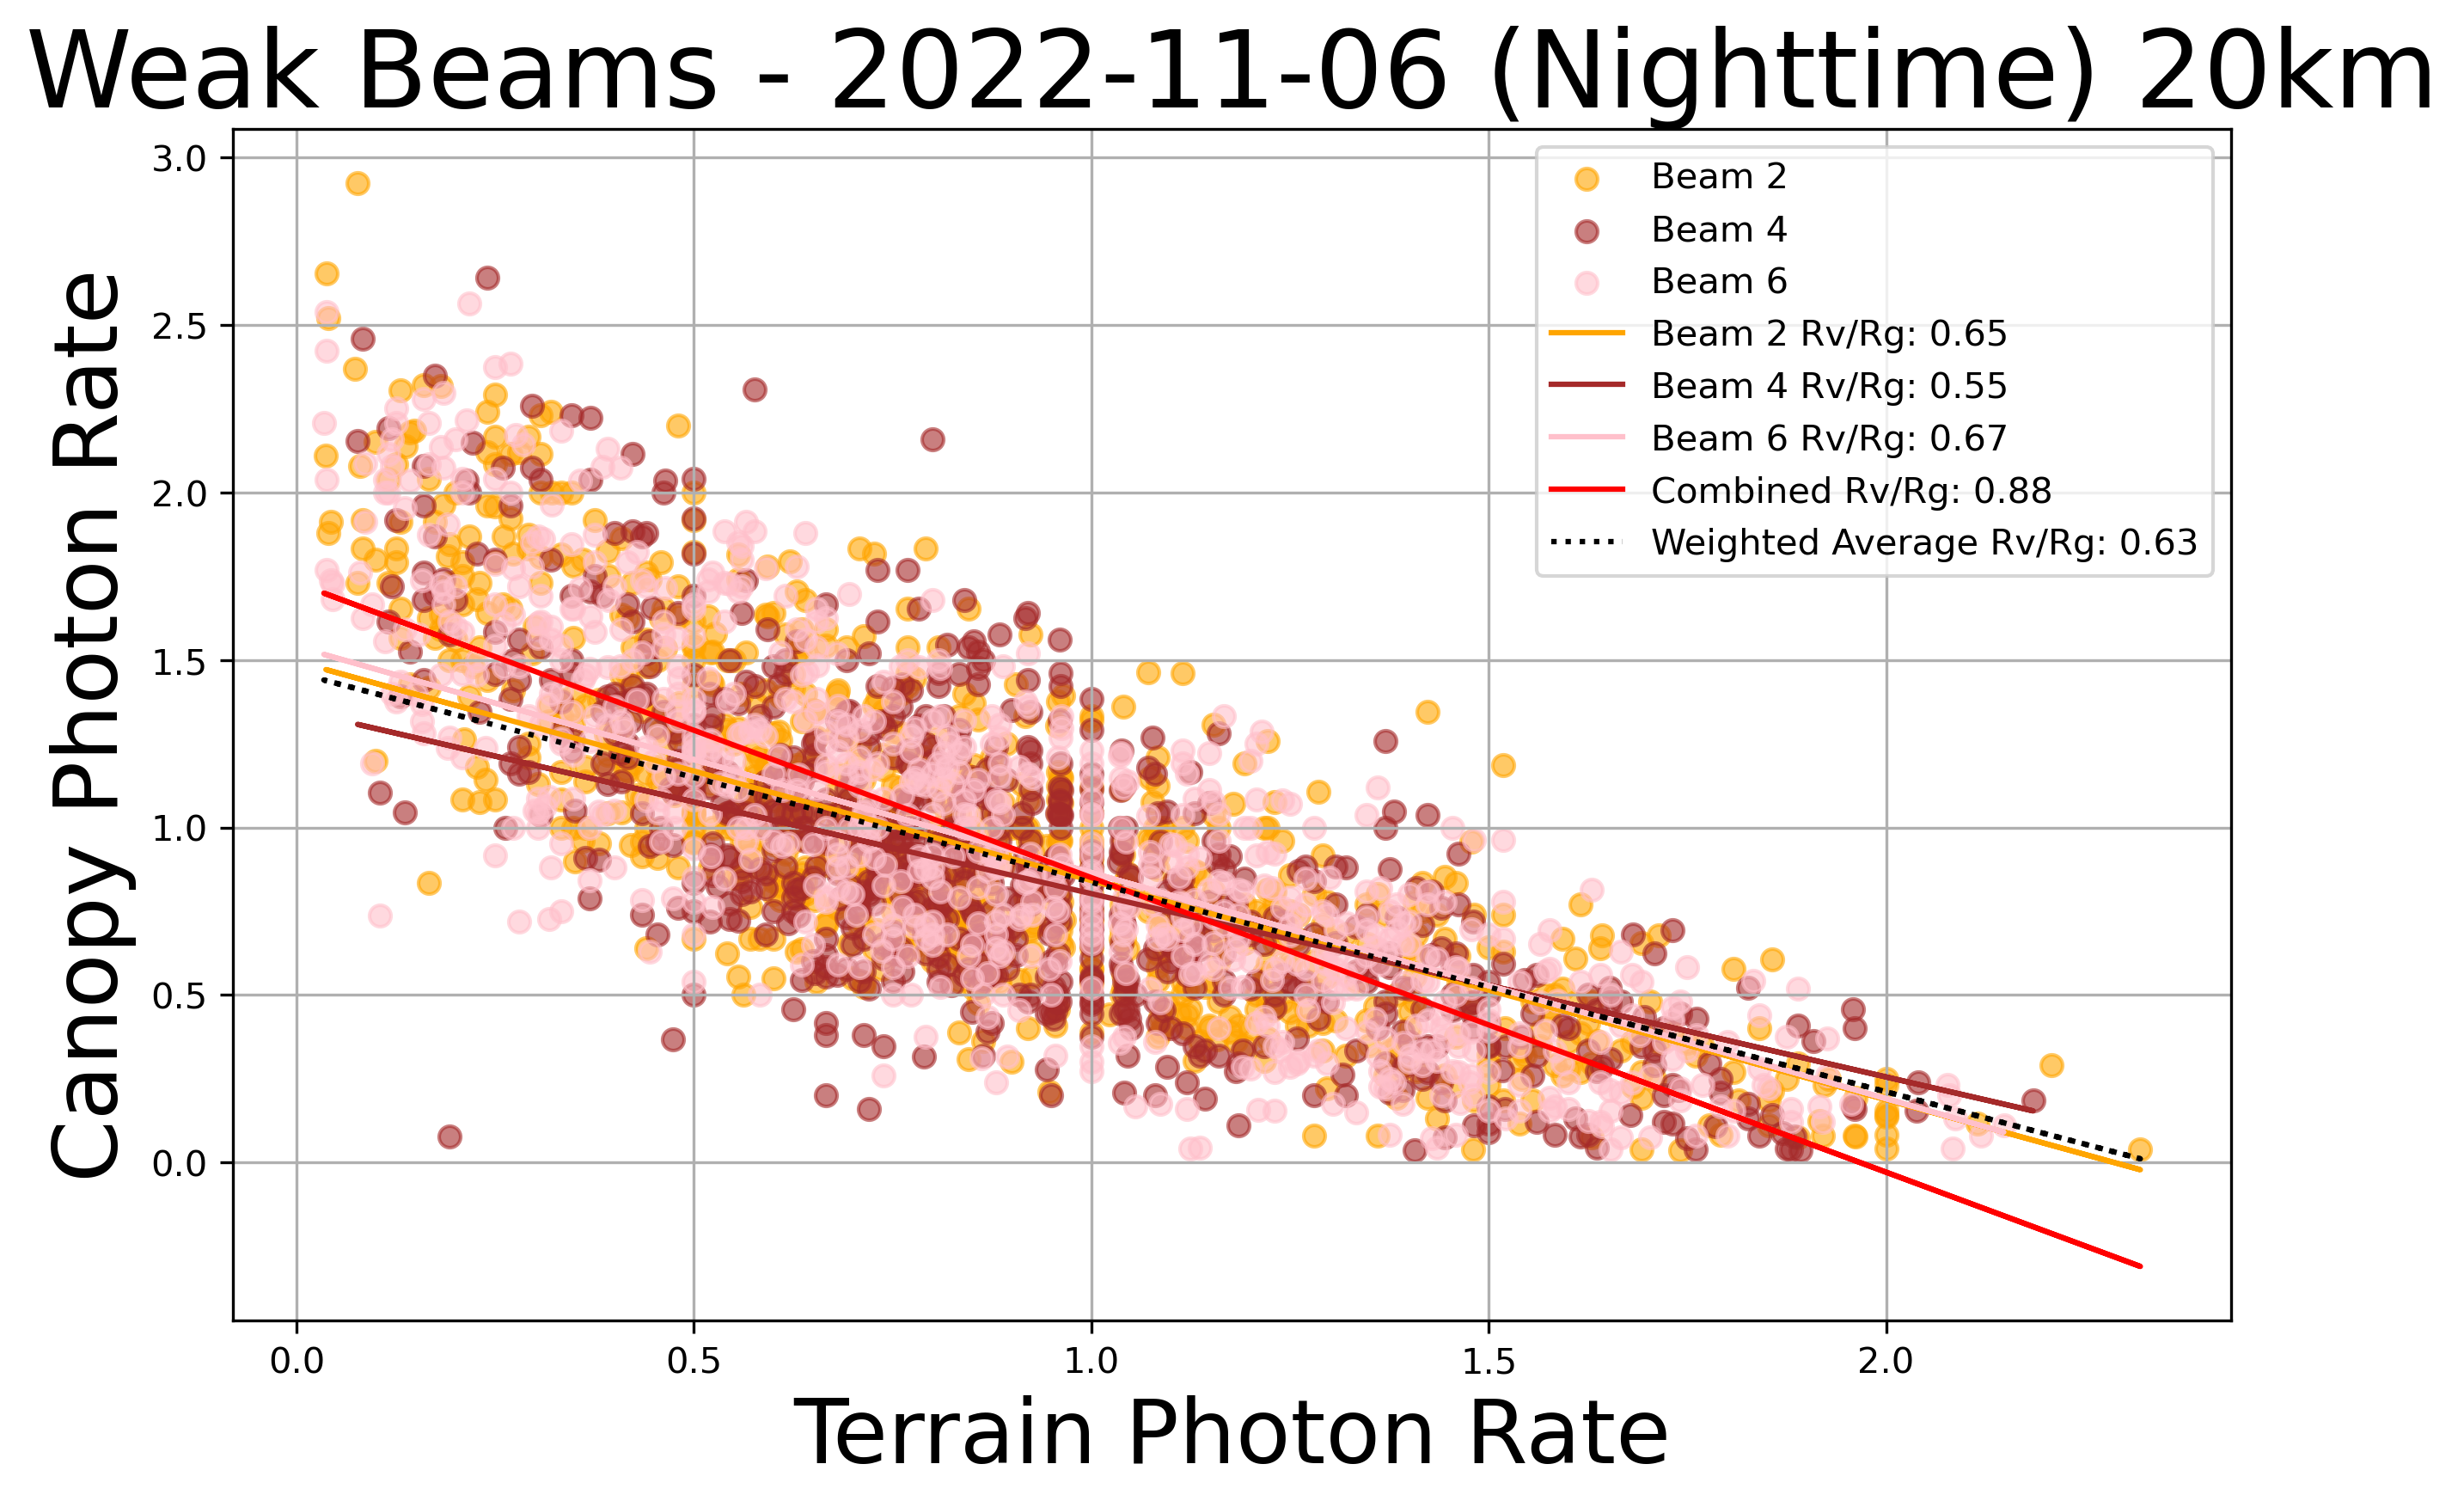 Weak Beams - 2022-11-06 (Nighttime) 20km
Canopy Photon Rate
3.0
2.5
2.0
1.5
1.0
0.5
0.0
Beam 2
Beam 4
Beam 6
Beam 2 Rv/Rg: 0.65
Beam 4 Rv/Rg: 0.55
Beam 6 Rv/Rg: 0.67
Combined Rv/Rg: 0.88
Weighted Average Rv/Rg: 0.63
0.0 0.5 1.0 1.5 2.0
Terrain Photon Rate